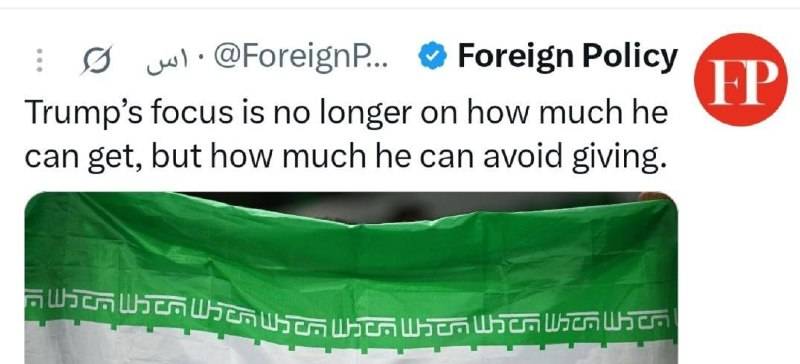 Foreign Policy @ForeignP... · اس
FP
Trump's focus is no longer on how much he
can get, but how much he can avoid giving.